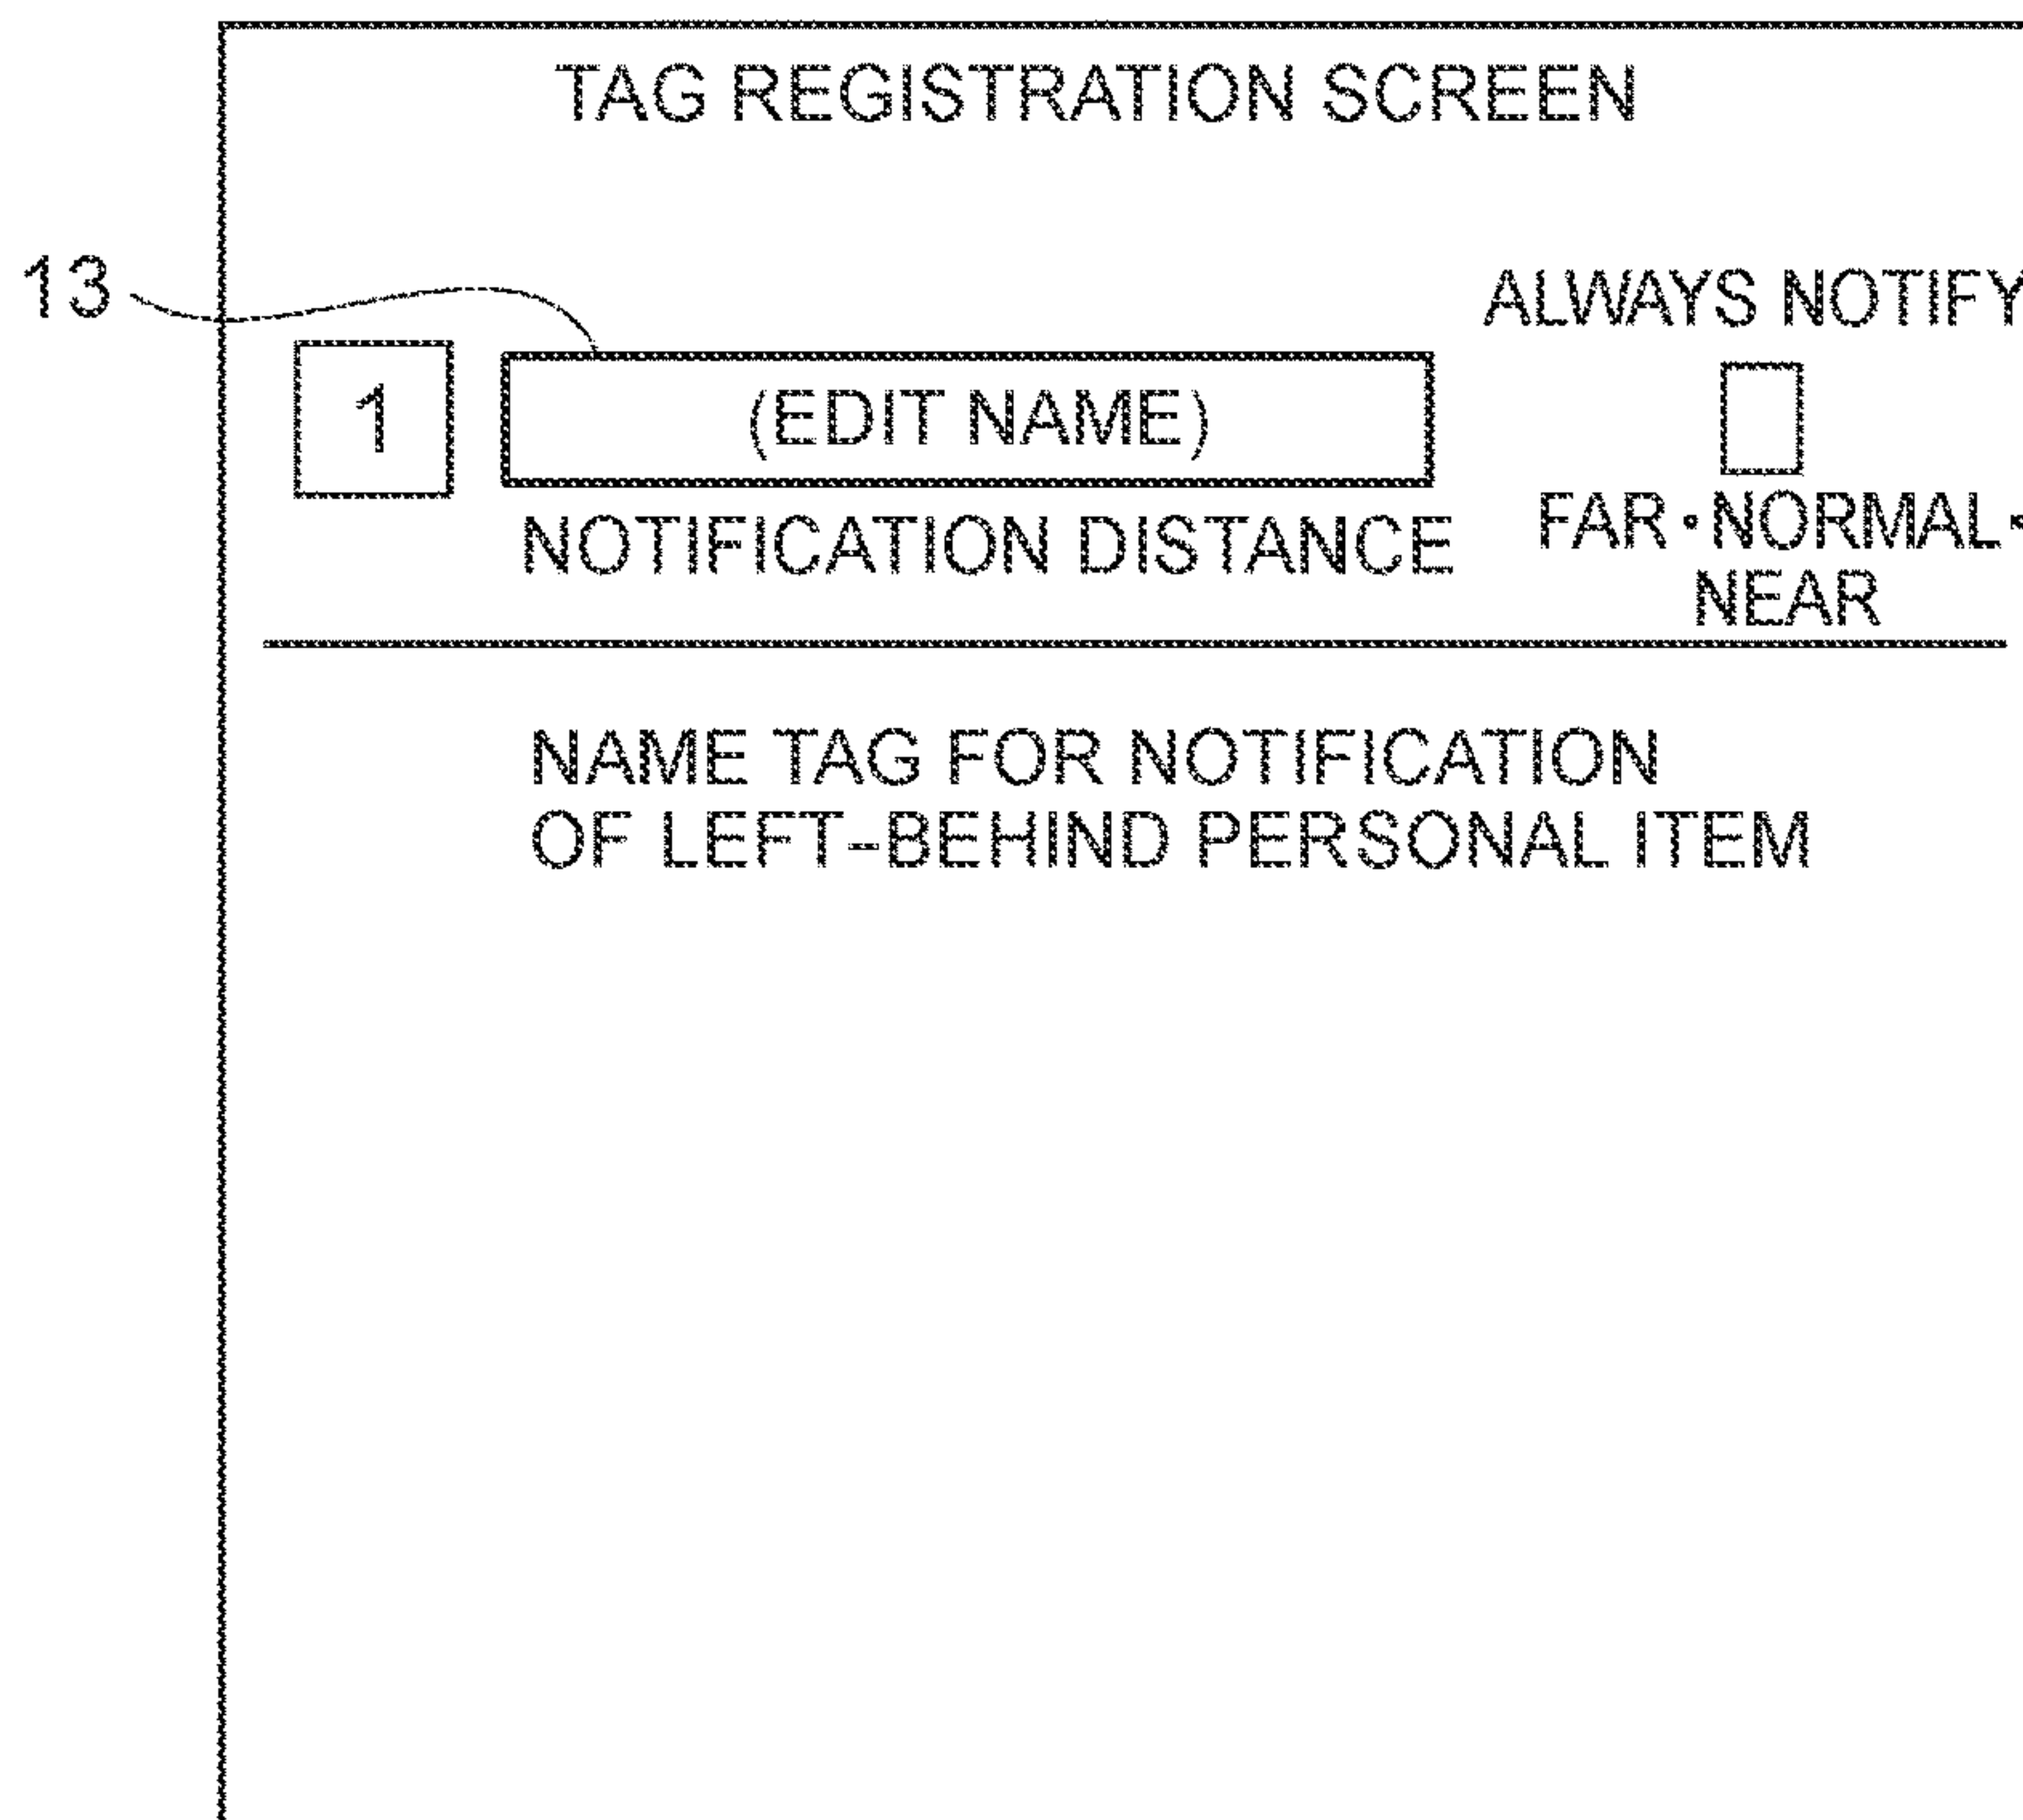 TAG REGISTRATION SCREEN
13
ALWAYS NOTIFY
1
(EDIT NAME)
NOTIFICATION DISTANCE
FAR・NORMAL・
NEAR
NAME TAG FOR NOTIFICATION
OF LEFT-BEHIND PERSONAL ITEM